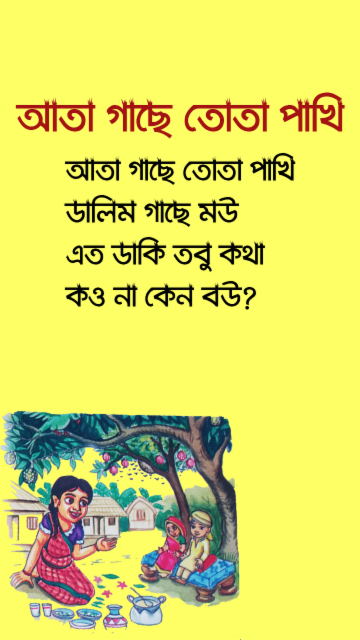 আতা গাছে তোতা পাখি
আতা গাছে তোতা পাখি
ডালিম গাছে মউ
এত ডাকি তবু কথা
কও না কেন বউ?